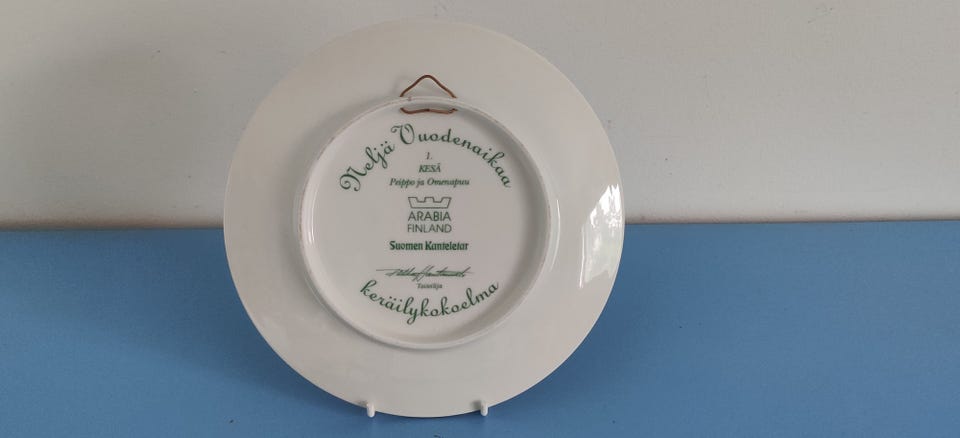 Neljä Vuodenaikaa
1.
KESÄ
Peippo ja Omenapuu
ARABIA
FINLAND
Suomen Kanteletar
Taiteilija
keräilykokoelma